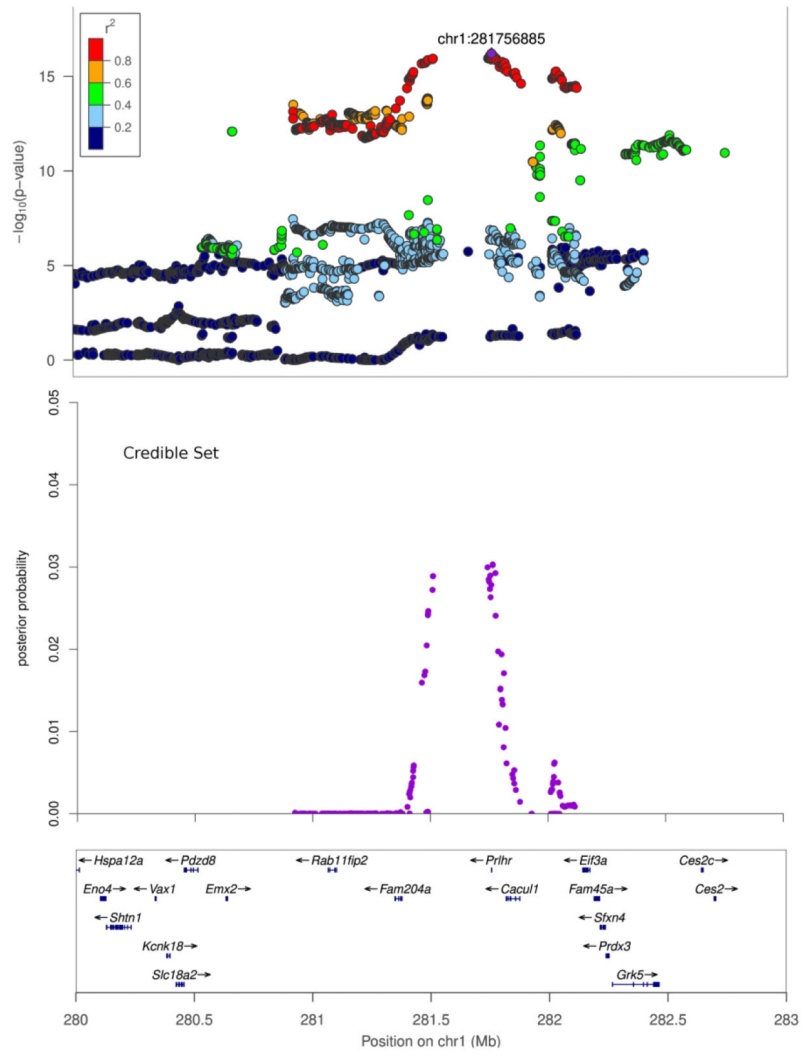 chr1:281756885
r²
0.8
0.6
0.4
0.2
15
10
5
0
−log₁₀(p-value)
Credible Set
0.05
0.04
0.03
0.02
0.01
0.00
posterior probability
←Hspa12a ←Pdzd8 ←Rab11fip2 ←Prlhr ←Eif3a Ces2c→
Eno4→ ←Vax1 Emx2→ ←Fam204a ←Cacul1 Fam45a→ Ces2→
←Shtn1 ←Sfxn4
Kcnk18→ ←Prdx3
Slc18a2→ Grk5→
280 280.5 281 281.5 282 282.5 283
Position on chr1 (Mb)